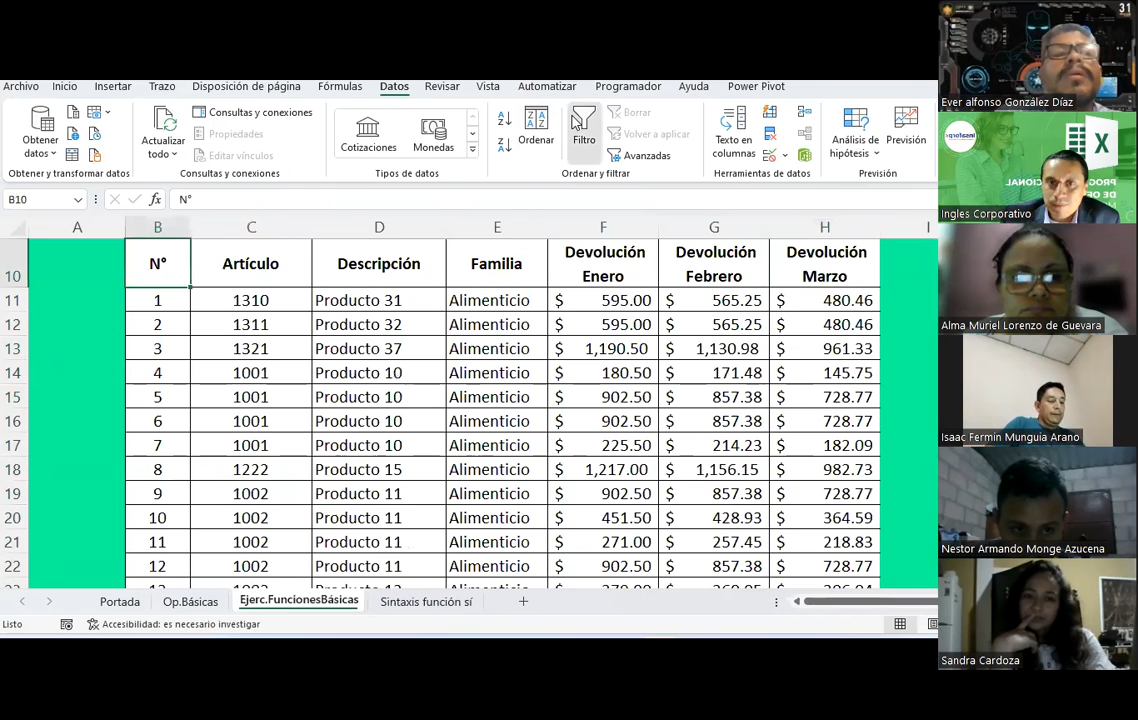 31
Archivo Inicio Insertar Trazo Disposición de página Fórmulas Datos Revisar Vista Automatizar Programador Ayuda Power Pivot
Obtener datos
Actualizar todo
Consultas y conexiones
Propiedades
Editar vínculos
Cotizaciones
Monedas
Ordenar
Filtro
Borrar
Volver a aplicar
Avanzadas
Texto en columnas
Análisis de hipótesis
Previsión
Obtener y transformar datos Consultas y conexiones Tipos de datos Ordenar y filtrar Herramientas de datos Previsión
B10 fx N°
A B C D E F G H I
10 N° Artículo Descripción Familia Devolución Enero Devolución Febrero Devolución Marzo
11 1 1310 Producto 31 Alimenticio $ 595.00 $ 565.25 $ 480.46
12 2 1311 Producto 32 Alimenticio $ 595.00 $ 565.25 $ 480.46
13 3 1321 Producto 37 Alimenticio $ 1,190.50 $ 1,130.98 $ 961.33
14 4 1001 Producto 10 Alimenticio $ 180.50 $ 171.48 $ 145.75
15 5 1001 Producto 10 Alimenticio $ 902.50 $ 857.38 $ 728.77
16 6 1001 Producto 10 Alimenticio $ 902.50 $ 857.38 $ 728.77
17 7 1001 Producto 10 Alimenticio $ 225.50 $ 214.23 $ 182.09
18 8 1222 Producto 15 Alimenticio $ 1,217.00 $ 1,156.15 $ 982.73
19 9 1002 Producto 11 Alimenticio $ 902.50 $ 857.38 $ 728.77
20 10 1002 Producto 11 Alimenticio $ 451.50 $ 428.93 $ 364.59
21 11 1002 Producto 11 Alimenticio $ 271.00 $ 257.45 $ 218.83
22 12 1002 Producto 11 Alimenticio $ 902.50 $ 857.38 $ 728.77
Portada Op.Básicas Ejerc.FuncionesBásicas Sintaxis función sí
Listo Accesibilidad: es necesario investigar
Ever alfonso González Díaz
Ingles Corporativo
Alma Muriel Lorenzo de Guevara
Isaac Fermin Munguia Arano
Nestor Armando Monge Azucena
Sandra Cardoza